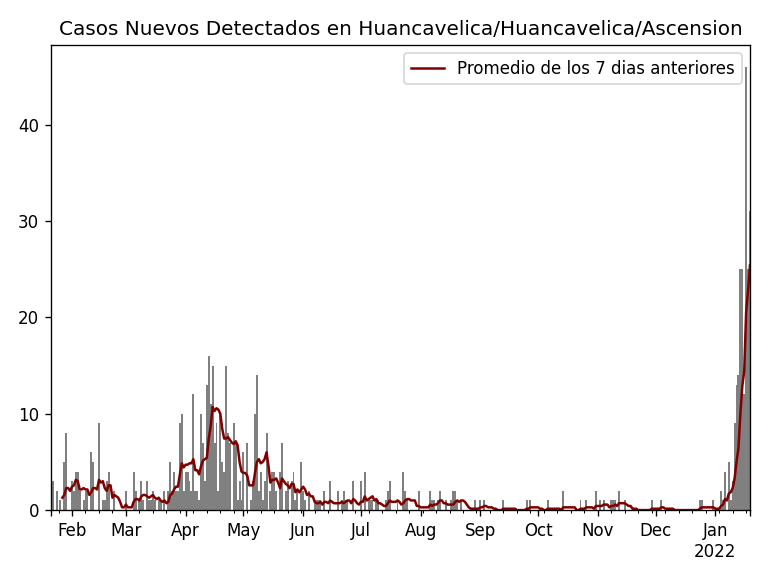 Casos Nuevos Detectados en Huancavelica/Huancavelica/Ascension
Promedio de los 7 dias anteriores
40
30
20
10
0
Feb Mar Apr May Jun Jul Aug Sep Oct Nov Dec Jan
2022